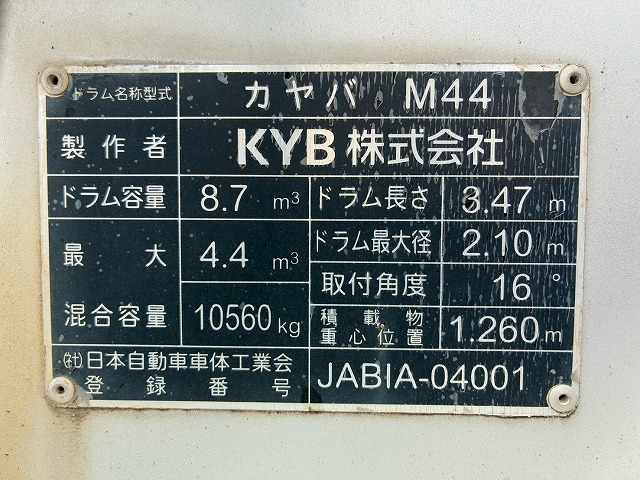 ドラム名称型式 カヤバ M44
製作者 KYB株式会社
ドラム容量 8.7 m³ ドラム長さ 3.47 m
ドラム最大径 2.10 m
最大 4.4 m³
取付角度 16°
混合容量 10560 kg
積載物
重心位置 1.260 m
(社)日本自動車車体工業会
登録番号 JABIA-04001